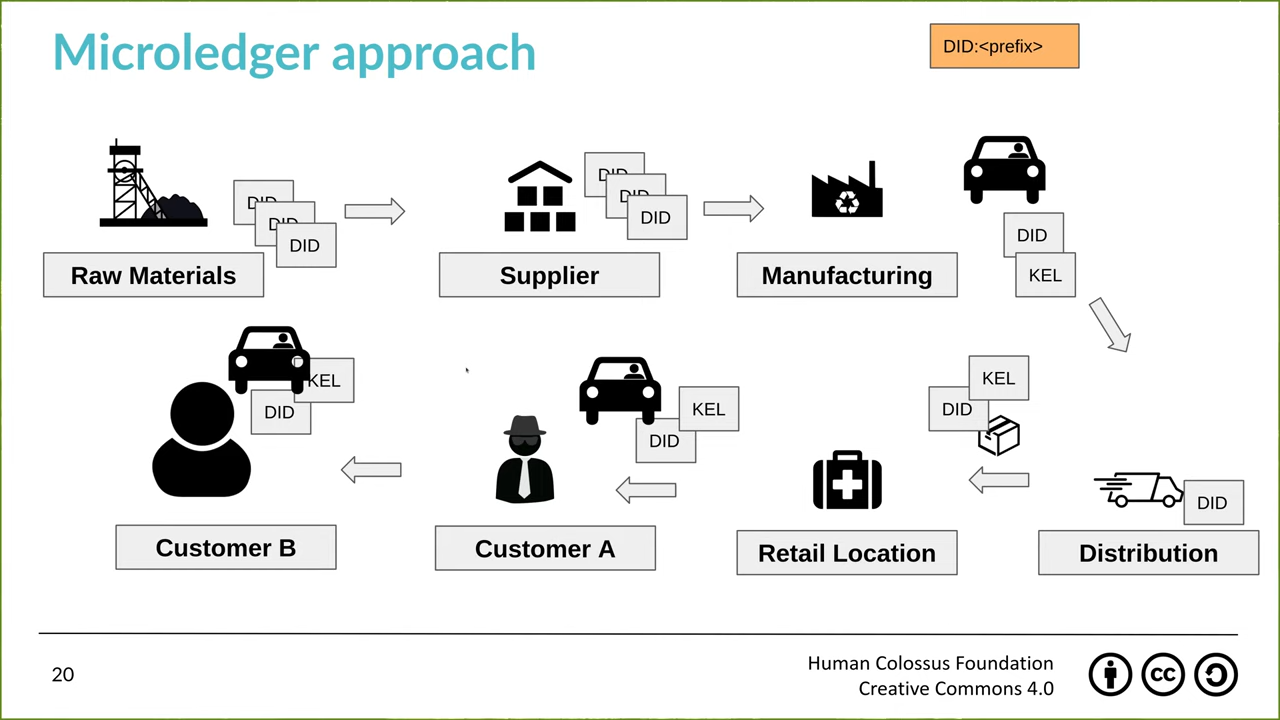 Microledger approach
DID:<prefix>
DID
DID
DID
DID
DID
DID
DID
KEL
Raw Materials
Supplier
Manufacturing
KEL
DID
KEL
DID
KEL
DID
DID
Customer B
Customer A
Retail Location
Distribution
20
Human Colossus Foundation
Creative Commons 4.0
cc